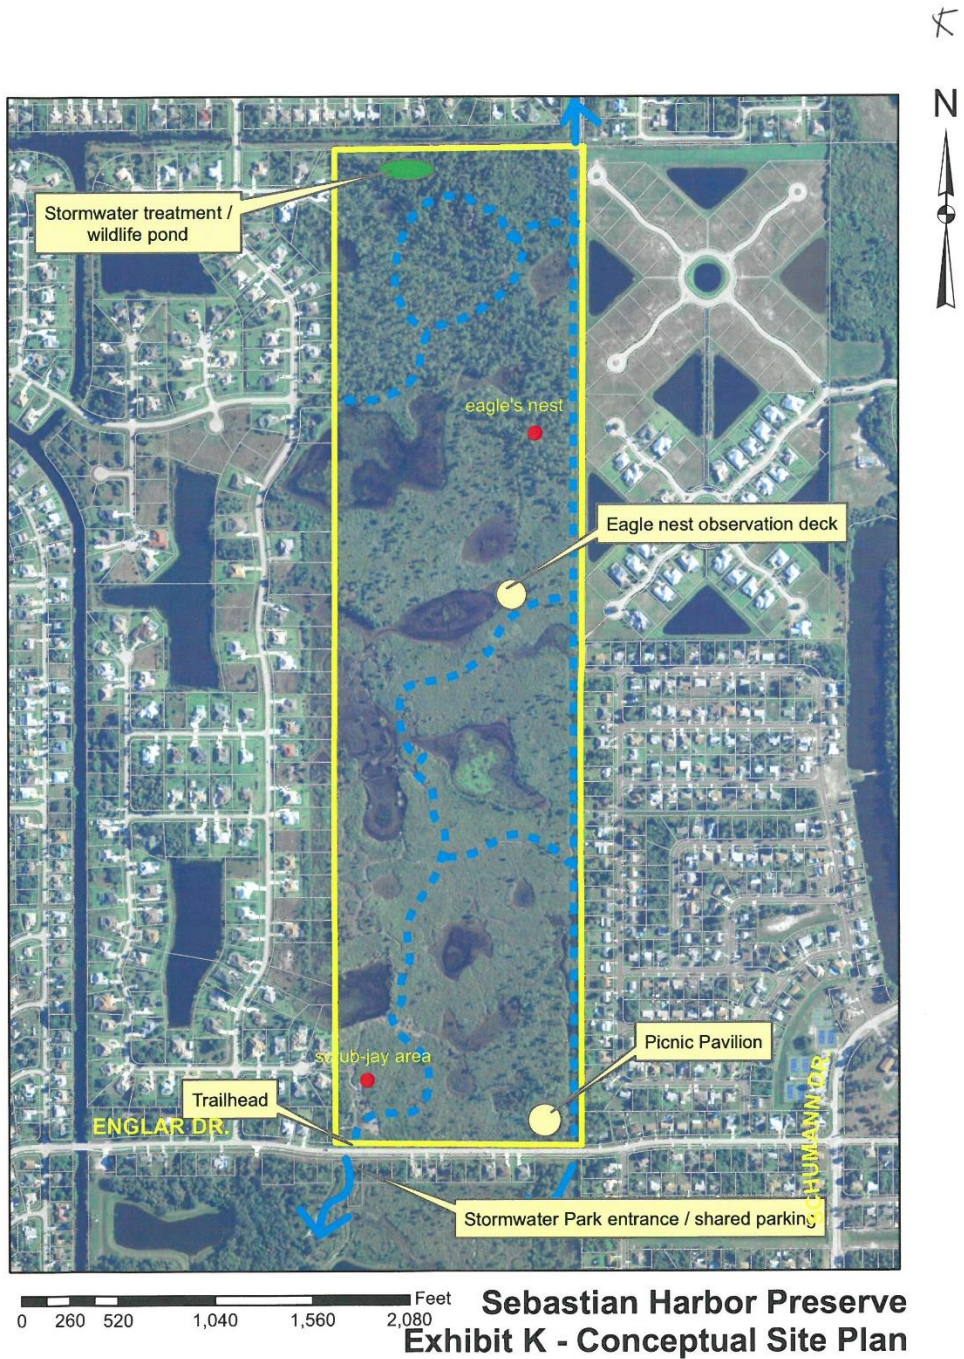 K
N
Stormwater treatment /
wildlife pond
eagle's nest
Eagle nest observation deck
Picnic Pavilion
scrub-jay area
Trailhead
ENGLAR DR.
SCHUMANN DR.
Stormwater Park entrance / shared parking
Feet
0 260 520 1,040 1,560 2,080
Sebastian Harbor Preserve
Exhibit K - Conceptual Site Plan